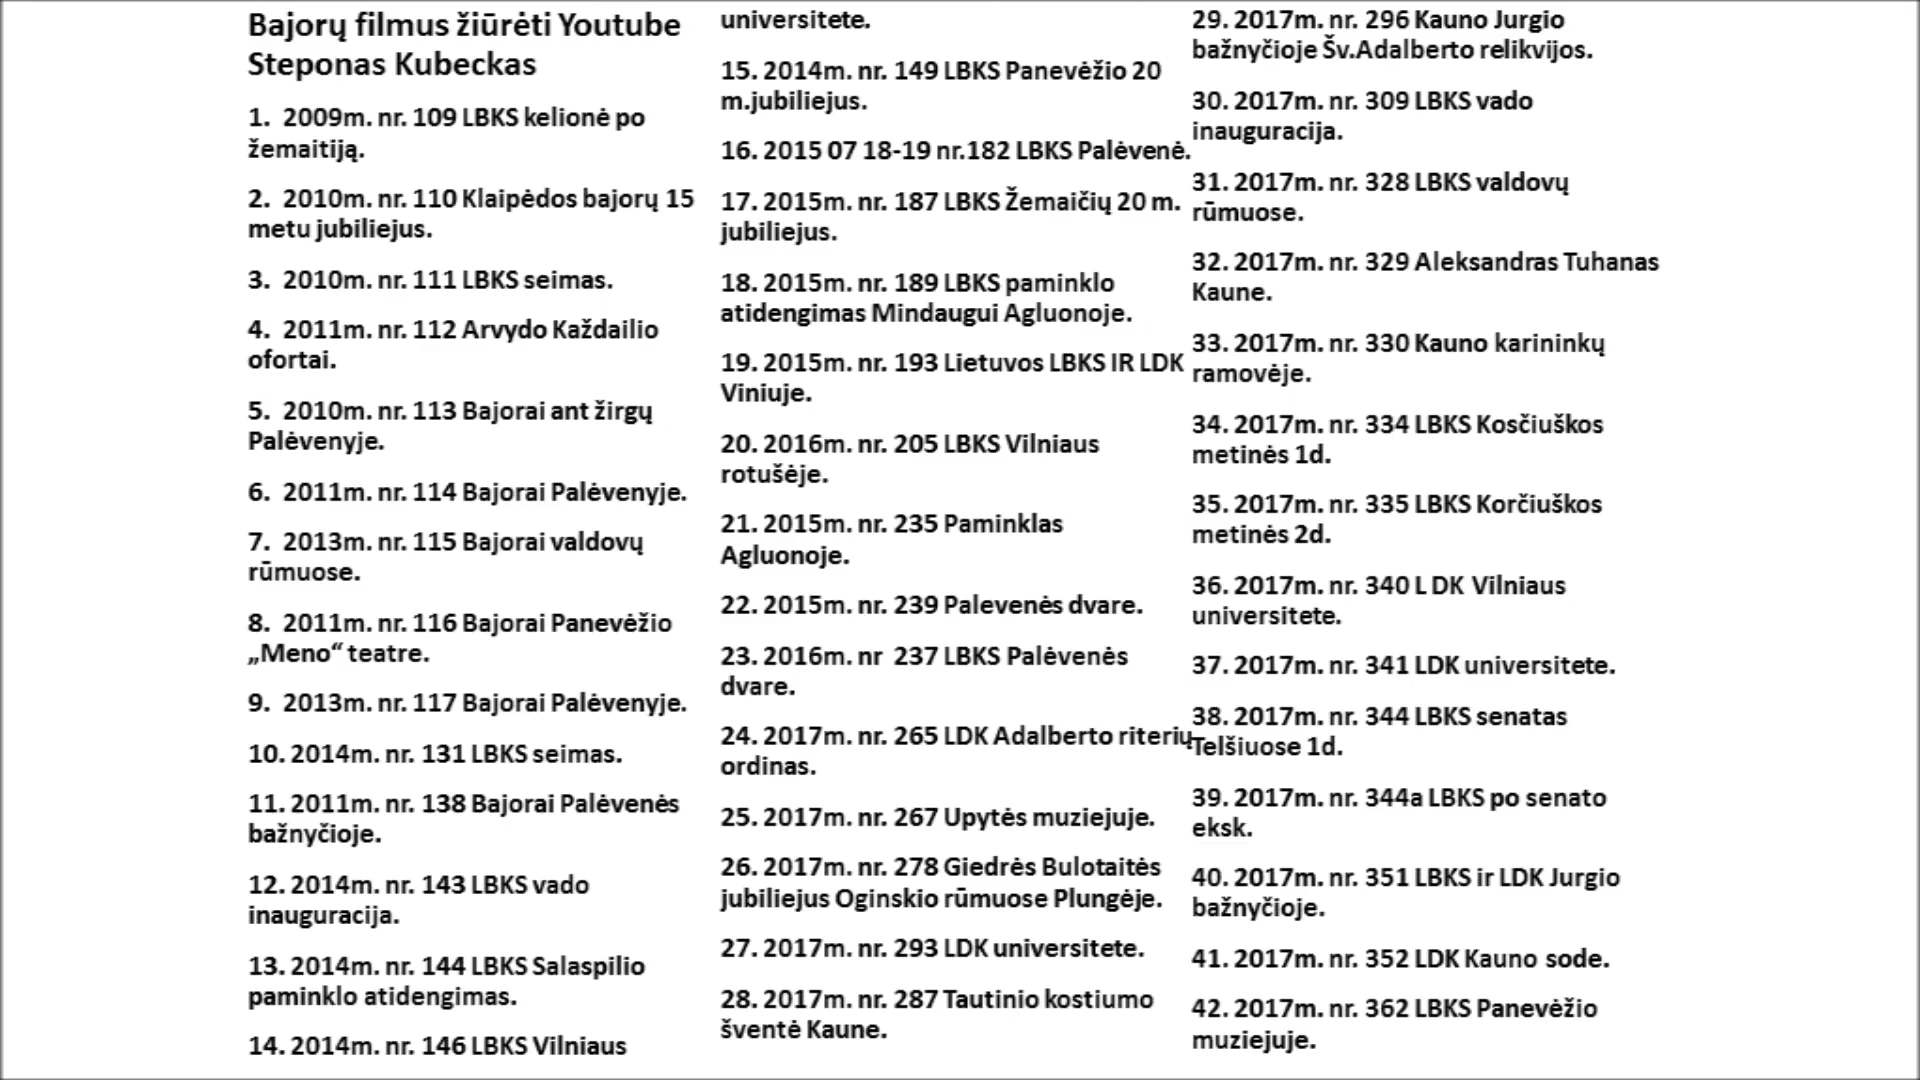 Bajorų filmus žiūrėti Youtube
Steponas Kubeckas
1. 2009m. nr. 109 LBKS kelionė po
žemaitiją.
2. 2010m. nr. 110 Klaipėdos bajorų 15
metu jubiliejus.
3. 2010m. nr. 111 LBKS seimas.
4. 2011m. nr. 112 Arvydo Každailio
ofortai.
5. 2010m. nr. 113 Bajorai ant žirgų
Palėvenyje.
6. 2011m. nr. 114 Bajorai Palėvenyje.
7. 2013m. nr. 115 Bajorai valdovų
rūmuose.
8. 2011m. nr. 116 Bajorai Panevėžio
„Meno“ teatre.
9. 2013m. nr. 117 Bajorai Palėvenyje.
10. 2014m. nr. 131 LBKS seimas.
11. 2011m. nr. 138 Bajorai Palėvenės
bažnyčioje.
12. 2014m. nr. 143 LBKS vado
inauguracija.
13. 2014m. nr. 144 LBKS Salaspilio
paminklo atidengimas.
14. 2014m. nr. 146 LBKS Vilniaus
universitete.
15. 2014m. nr. 149 LBKS Panevėžio 20
m.jubiliejus.
16. 2015 07 18-19 nr.182 LBKS Palėvenė.
17. 2015m. nr. 187 LBKS Žemaičių 20 m.
jubiliejus.
18. 2015m. nr. 189 LBKS paminklo
atidengimas Mindaugui Agluonoje.
19. 2015m. nr. 193 Lietuvos LBKS IR LDK
Viniuje.
20. 2016m. nr. 205 LBKS Vilniaus
rotušėje.
21. 2015m. nr. 235 Paminklas
Agluonoje.
22. 2015m. nr. 239 Palevenės dvare.
23. 2016m. nr 237 LBKS Palėvenės
dvare.
24. 2017m. nr. 265 LDK Adalberto riterių
ordinas.
25. 2017m. nr. 267 Upytės muziejuje.
26. 2017m. nr. 278 Giedrės Bulotaitės
jubiliejus Oginskio rūmuose Plungėje.
27. 2017m. nr. 293 LDK universitete.
28. 2017m. nr. 287 Tautinio kostiumo
šventė Kaune.
29. 2017m. nr. 296 Kauno Jurgio
bažnyčioje Šv.Adalberto relikvijos.
30. 2017m. nr. 309 LBKS vado
inauguracija.
31. 2017m. nr. 328 LBKS valdovų
rūmuose.
32. 2017m. nr. 329 Aleksandras Tuhanas
Kaune.
33. 2017m. nr. 330 Kauno karininkų
ramovėje.
34. 2017m. nr. 334 LBKS Kosčiuškos
metinės 1d.
35. 2017m. nr. 335 LBKS Korčiuškos
metinės 2d.
36. 2017m. nr. 340 L DK Vilniaus
universitete.
37. 2017m. nr. 341 LDK universitete.
38. 2017m. nr. 344 LBKS senatas
Telšiuose 1d.
39. 2017m. nr. 344a LBKS po senato
eksk.
40. 2017m. nr. 351 LBKS ir LDK Jurgio
bažnyčioje.
41. 2017m. nr. 352 LDK Kauno sode.
42. 2017m. nr. 362 LBKS Panevėžio
muziejuje.